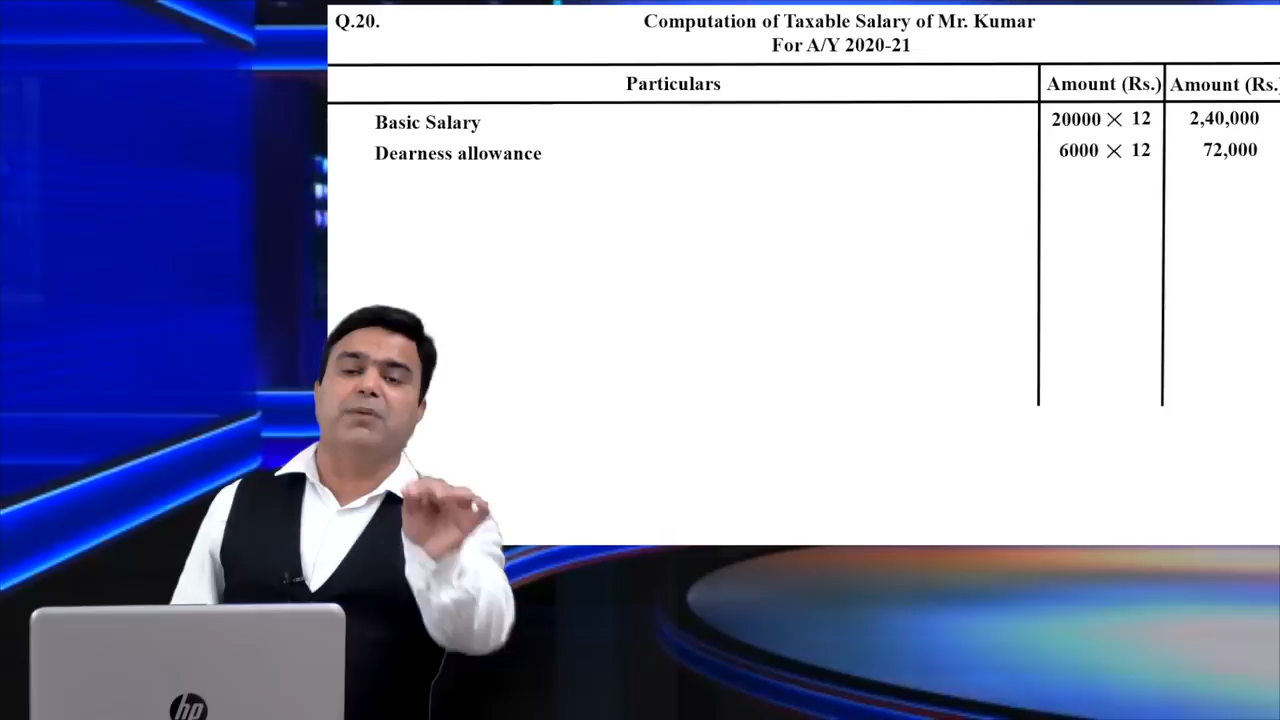 Q.20. Computation of Taxable Salary of Mr. Kumar
For A/Y 2020-21
Particulars Amount (Rs.) Amount (Rs.
Basic Salary 20000 × 12 2,40,000
Dearness allowance 6000 × 12 72,000
hp